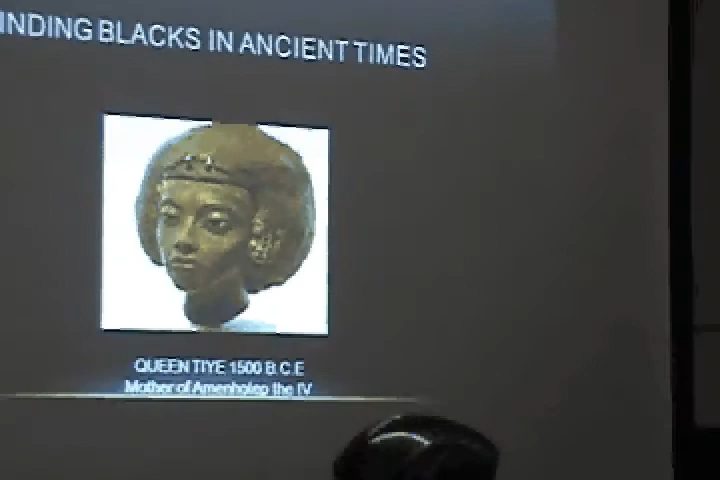 INDING BLACKS IN ANCIENT TIMES
QUEEN TIYE 1500 B.C.E
Mother of Amenhotep the IV